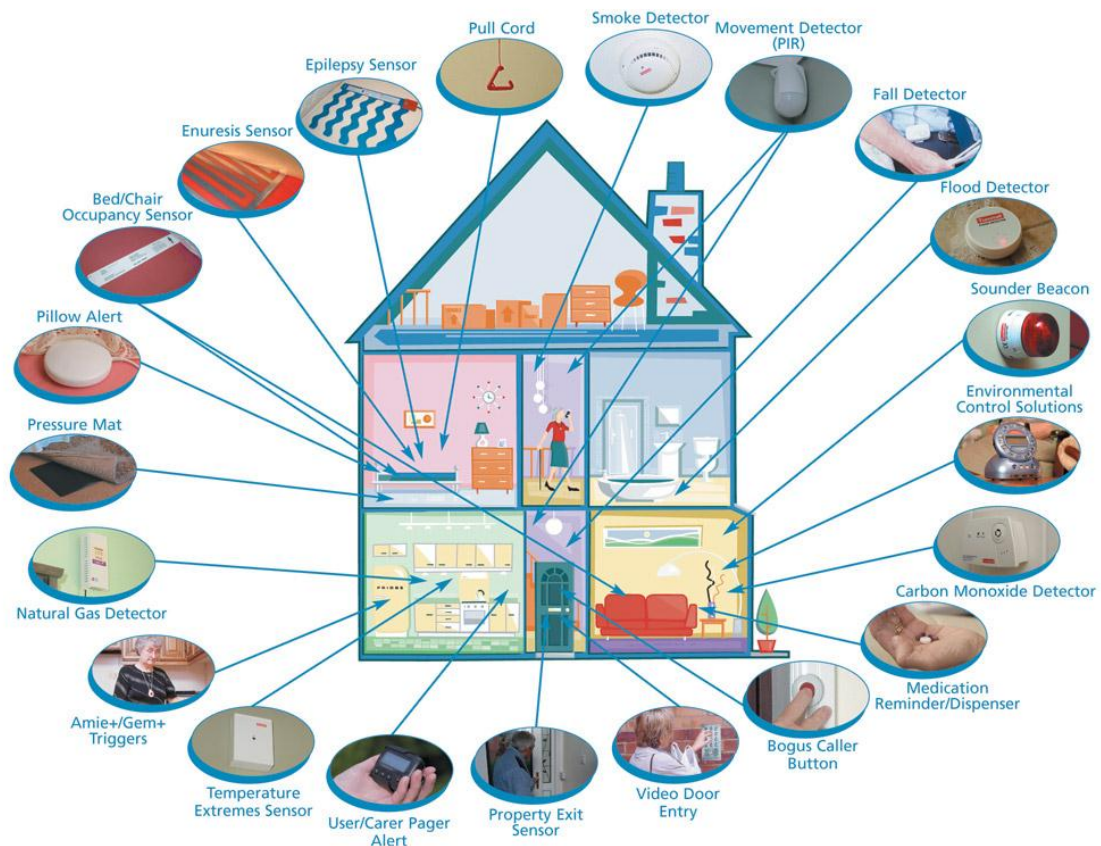 Pull Cord
Smoke Detector
Movement Detector
(PIR)
Epilepsy Sensor
Fall Detector
Enuresis Sensor
Flood Detector
Bed/Chair
Occupancy Sensor
Sounder Beacon
Pillow Alert
Environmental
Control Solutions
Pressure Mat
Natural Gas Detector
FRIDGE
Carbon Monoxide Detector
Amie+/Gem+
Triggers
Medication
Reminder/Dispenser
Bogus Caller
Button
Temperature
Extremes Sensor
User/Carer Pager
Alert
Property Exit
Sensor
Video Door
Entry